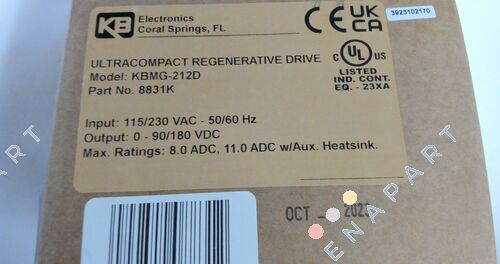 KB Electronics
Coral Springs, FL
CE UK CA
3923102170
ULTRACOMPACT REGENERATIVE DRIVE
Model: KBMG-212D
Part No. 8831K
C UL US
LISTED
IND. CONT.
EQ. -23XA
Input: 115/230 VAC - 50/60 Hz
Output: 0 - 90/180 VDC
Max. Ratings: 8.0 ADC, 11.0 ADC w/Aux. Heatsink.
OCT
ENAPART